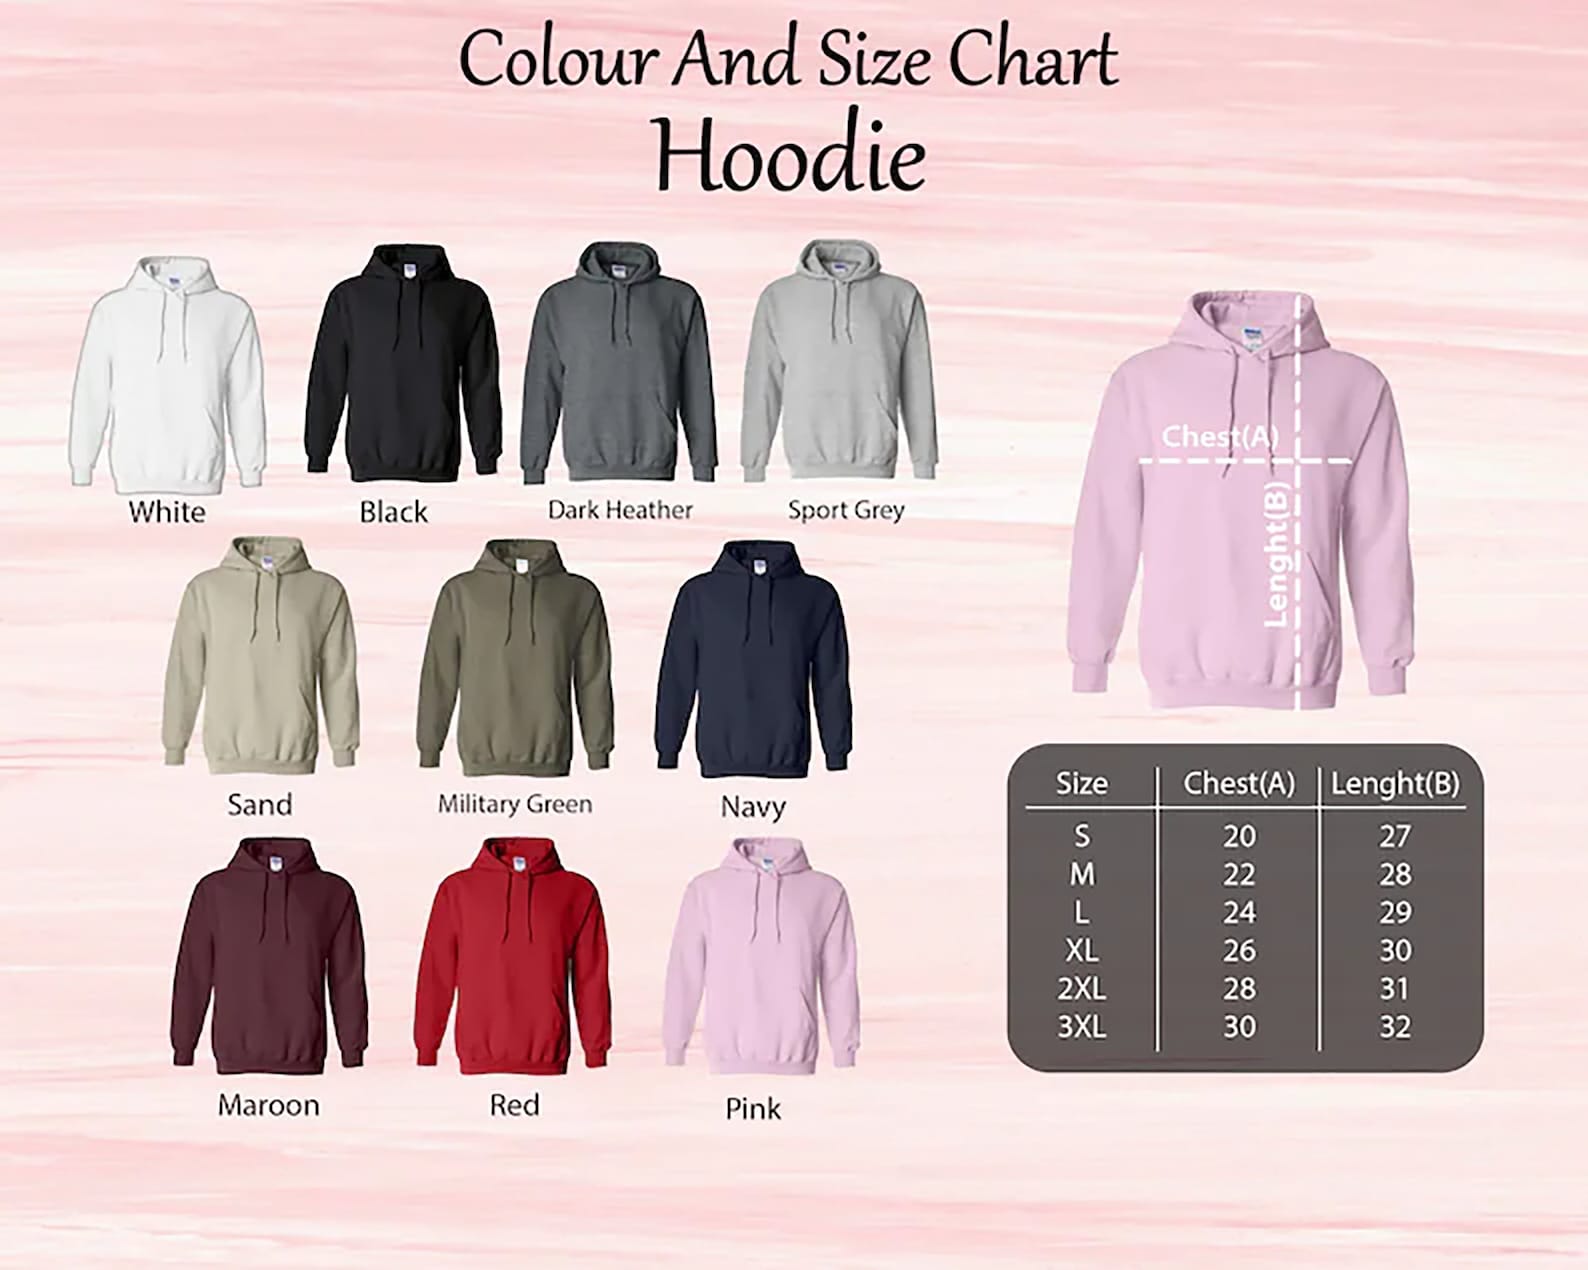 Colour And Size Chart
Hoodie
White
Black
Dark Heather
Sport Grey
Sand
Military Green
Navy
Maroon
Red
Pink
Chest(A)
Lenght(B)
Size Chest(A) Lenght(B)
S 20 27
M 22 28
L 24 29
XL 26 30
2XL 28 31
3XL 30 32